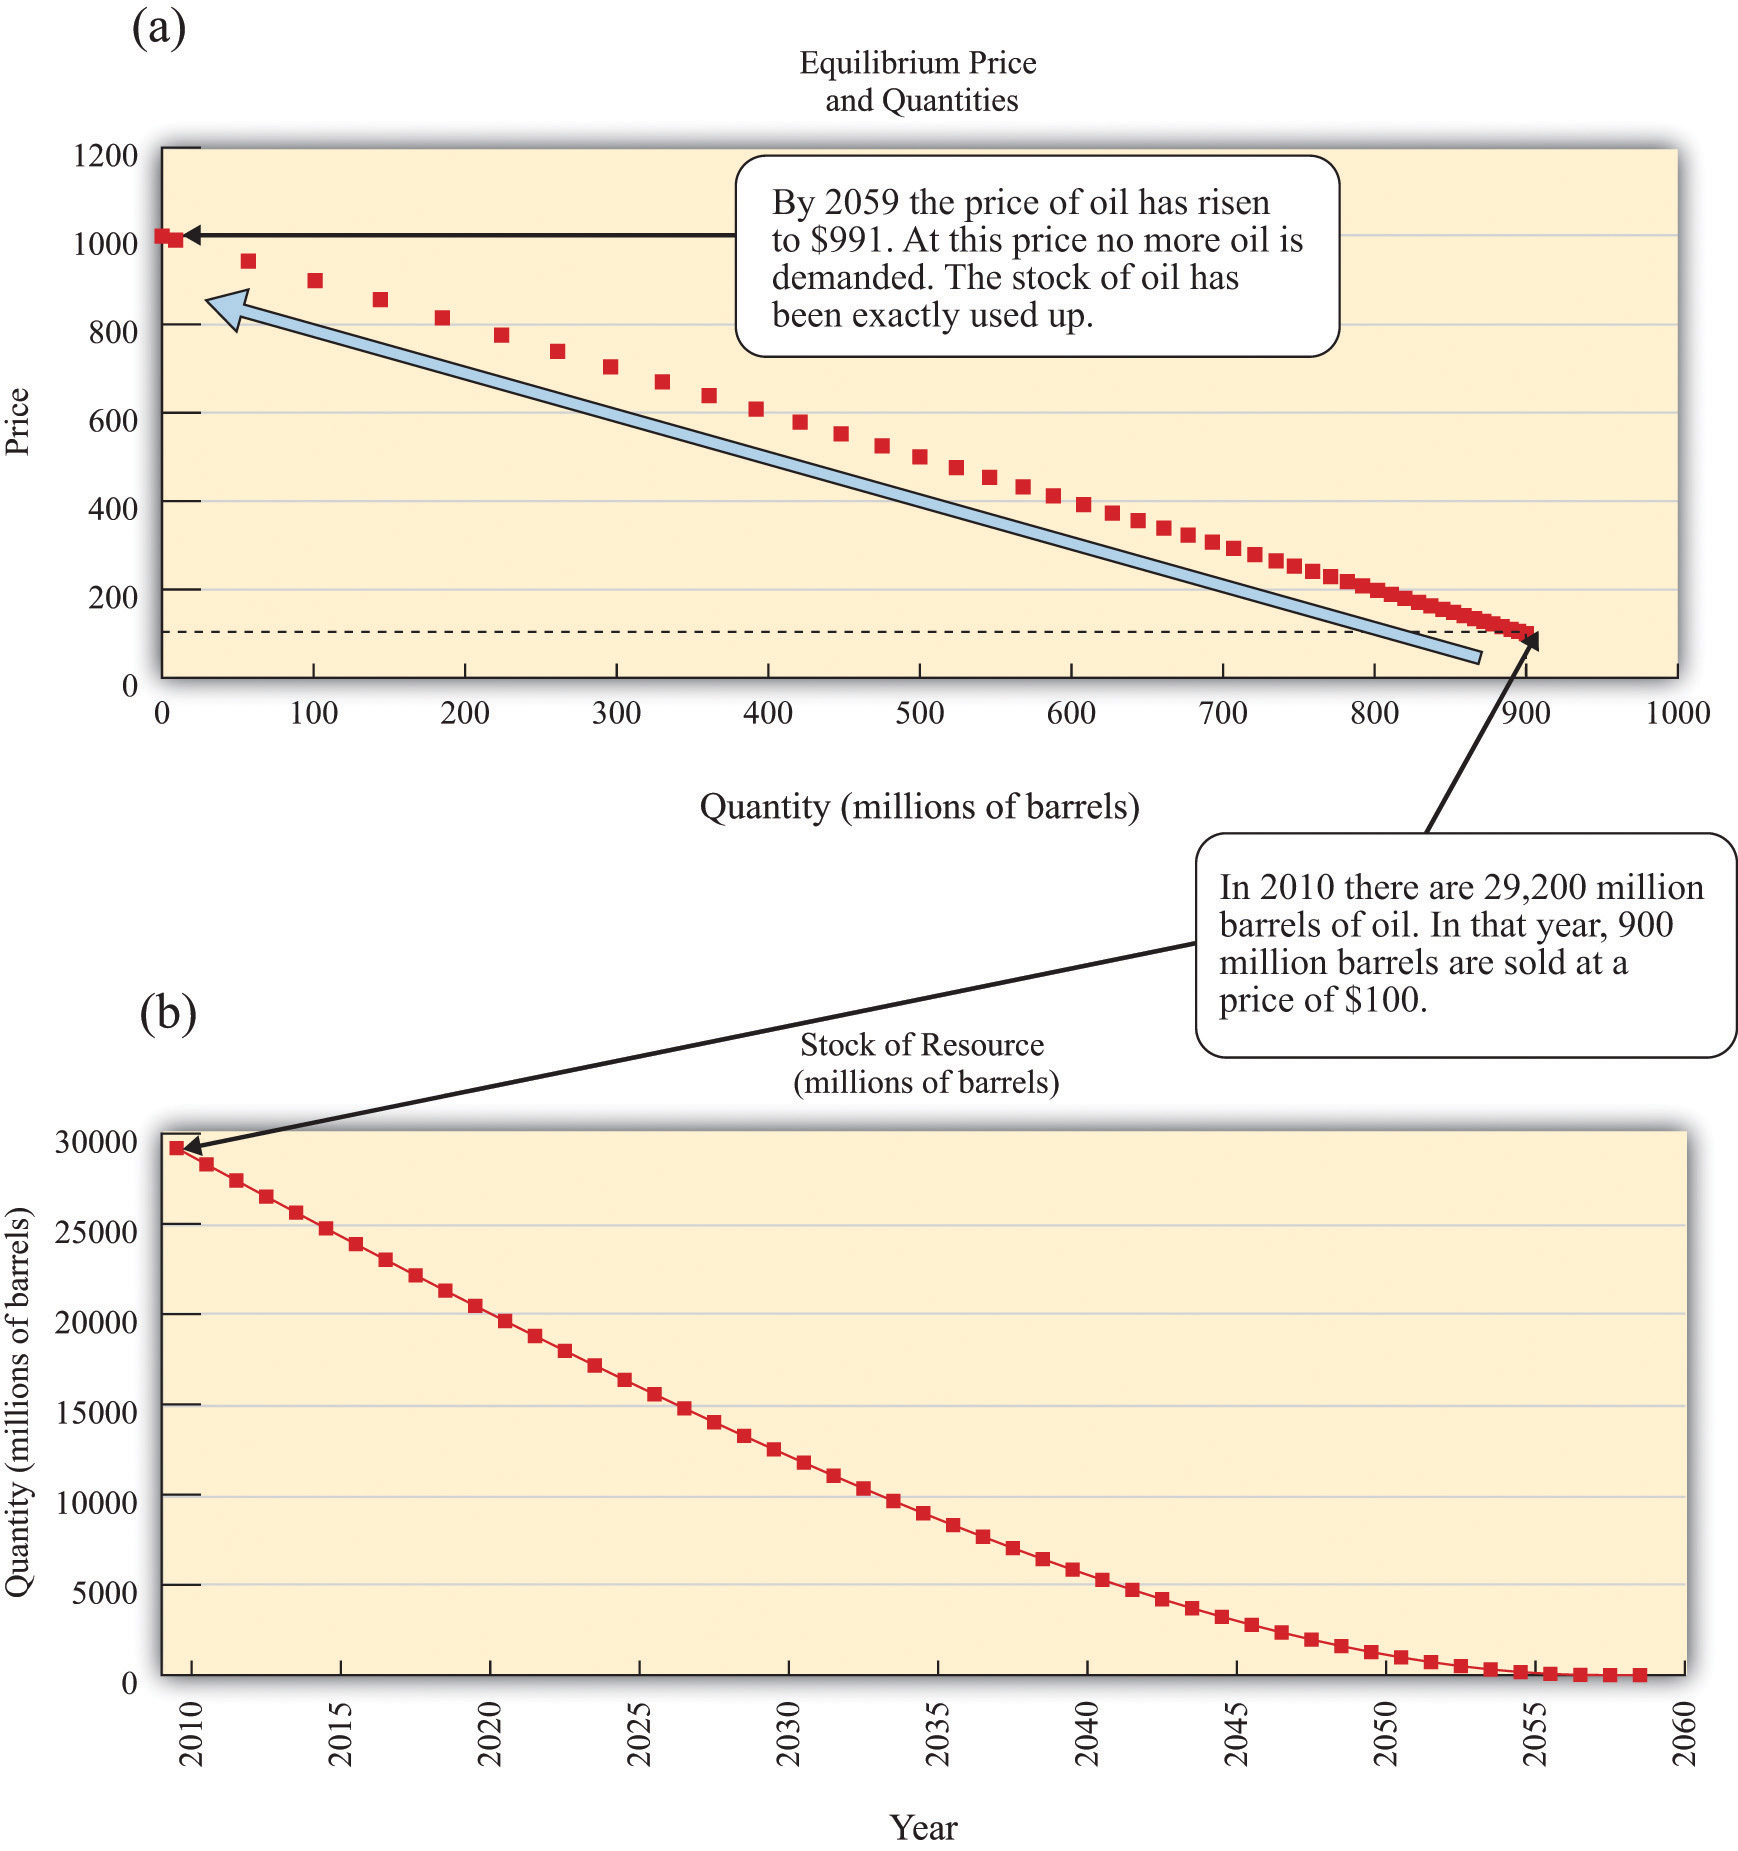 (a)
Equilibrium Price
and Quantities
1200
1000
800
600
400
200
0
Price
By 2059 the price of oil has risen
to $991. At this price no more oil is
demanded. The stock of oil has
been exactly used up.
0 100 200 300 400 500 600 700 800 900 1000
Quantity (millions of barrels)
In 2010 there are 29,200 million
barrels of oil. In that year, 900
million barrels are sold at a
price of $100.
(b)
Stock of Resource
(millions of barrels)
30000
25000
20000
15000
10000
5000
0
Quantity (millions of barrels)
2010 2015 2020 2025 2030 2035 2040 2045 2050 2055 2060
Year